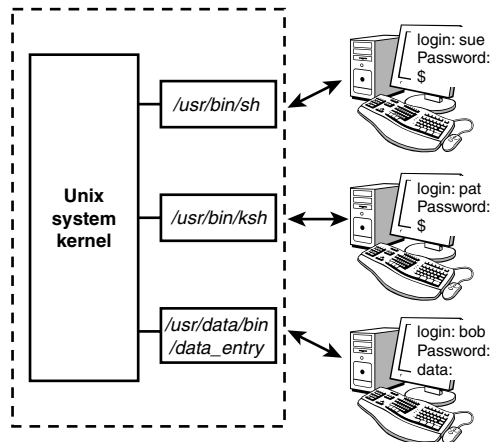 Unix
system
kernel
/usr/bin/sh
/usr/bin/ksh
/usr/data/bin
/data_entry
login: sue
Password:
$
login: pat
Password:
$
login: bob
Password:
data: